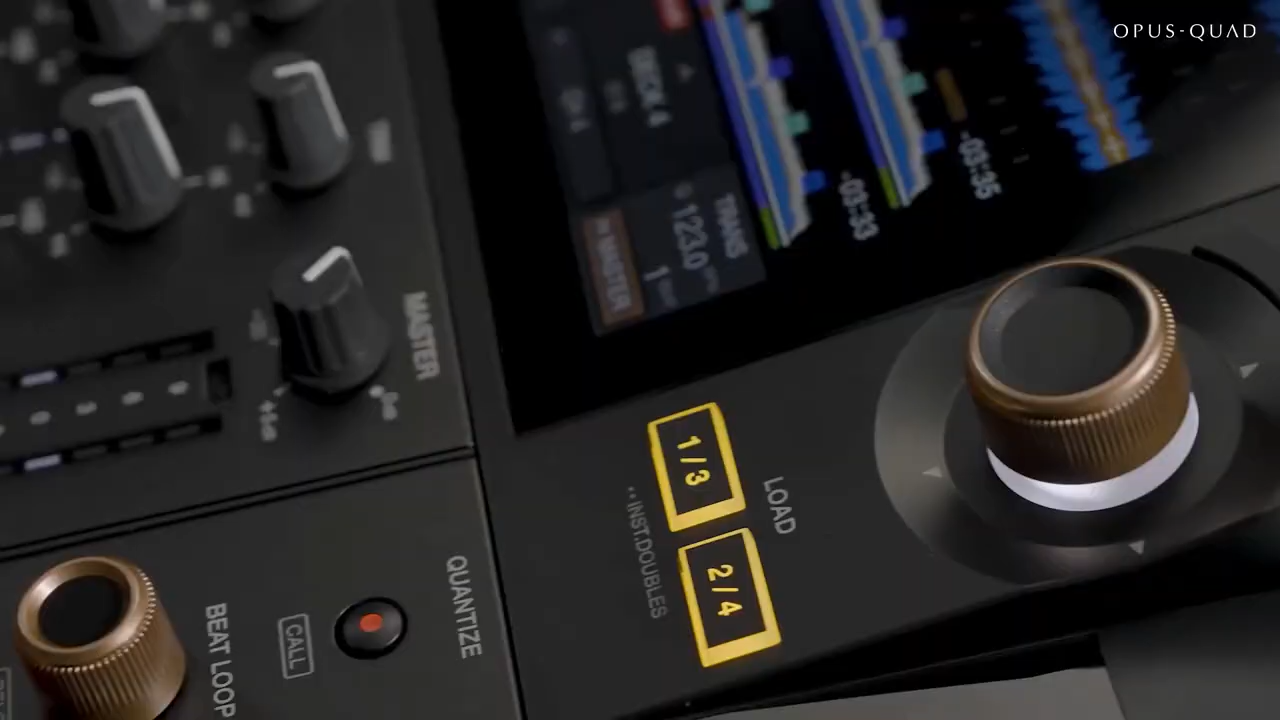 OPUS-QUAD
DECK 4
TRANS
123.0
1
MASTER
-03:33
-03:35
MASTER
1/3
2/4
LOAD
··INST.DOUBLES
QUANTIZE
CALL
BEAT LOOP